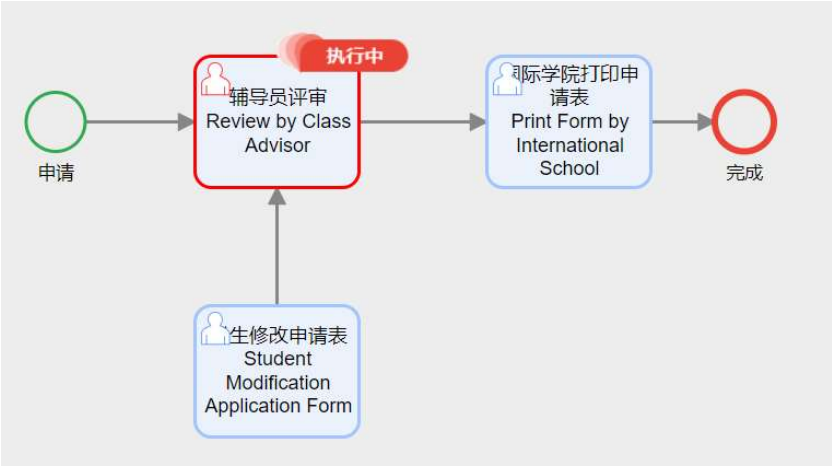 执行中
申请
辅导员评审
Review by Class
Advisor
际学院打印申
请表
Print Form by
International
School
完成
生修改申请表
Student
Modification
Application Form